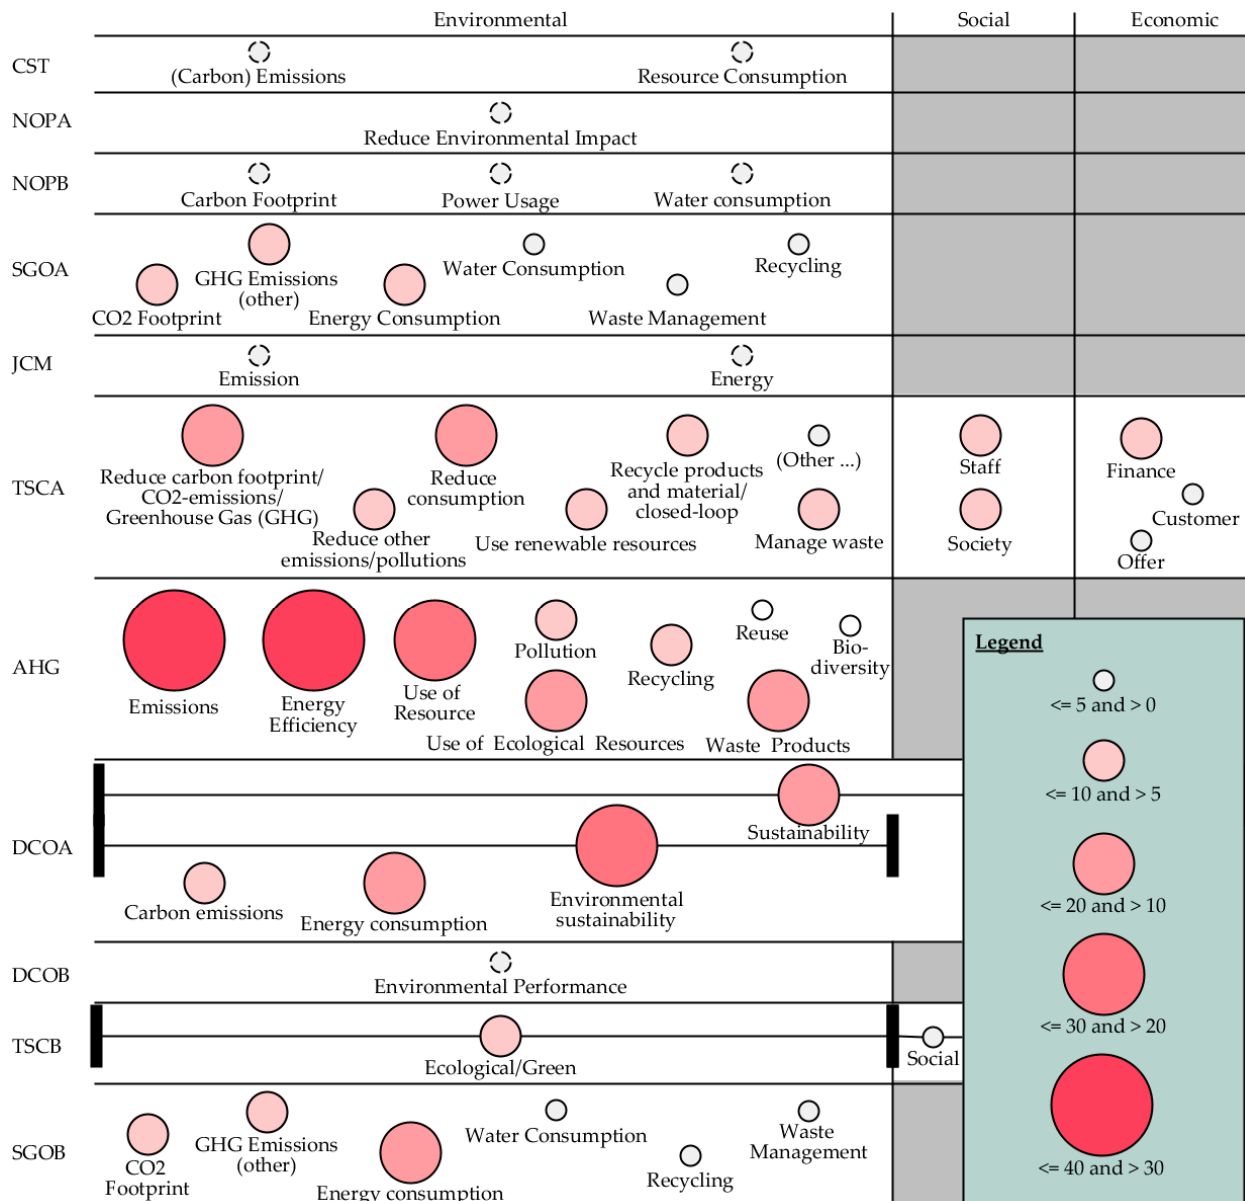 Environmental Social Economic
CST
(Carbon) Emissions Resource Consumption
NOPA
Reduce Environmental Impact
NOPB
Carbon Footprint Power Usage Water consumption
SGOA
GHG Emissions
(other)
Water Consumption
Recycling
CO2 Footprint Energy Consumption Waste Management
JCM
Emission Energy
TSCA
Reduce carbon footprint/
CO2-emissions/
Greenhouse Gas (GHG)
Reduce
consumption
Recycle products
and material/
closed-loop
(Other ...)
Staff
Finance
Reduce other
emissions/pollutions
Use renewable resources
Manage waste
Society
Customer
Offer
AHG
Emissions
Energy
Efficiency
Use of
Resource
Pollution
Recycling
Reuse
Bio-
diversity
Use of Ecological Resources
Waste Products
DCOA
Sustainability
Carbon emissions
Energy consumption
Environmental
sustainability
DCOB
Environmental Performance
TSCB
Ecological/Green
Social
SGOB
CO2
Footprint
GHG Emissions
(other)
Energy consumption
Water Consumption
Recycling
Waste
Management
Legend
<= 5 and > 0
<= 10 and > 5
<= 20 and > 10
<= 30 and > 20
<= 40 and > 30